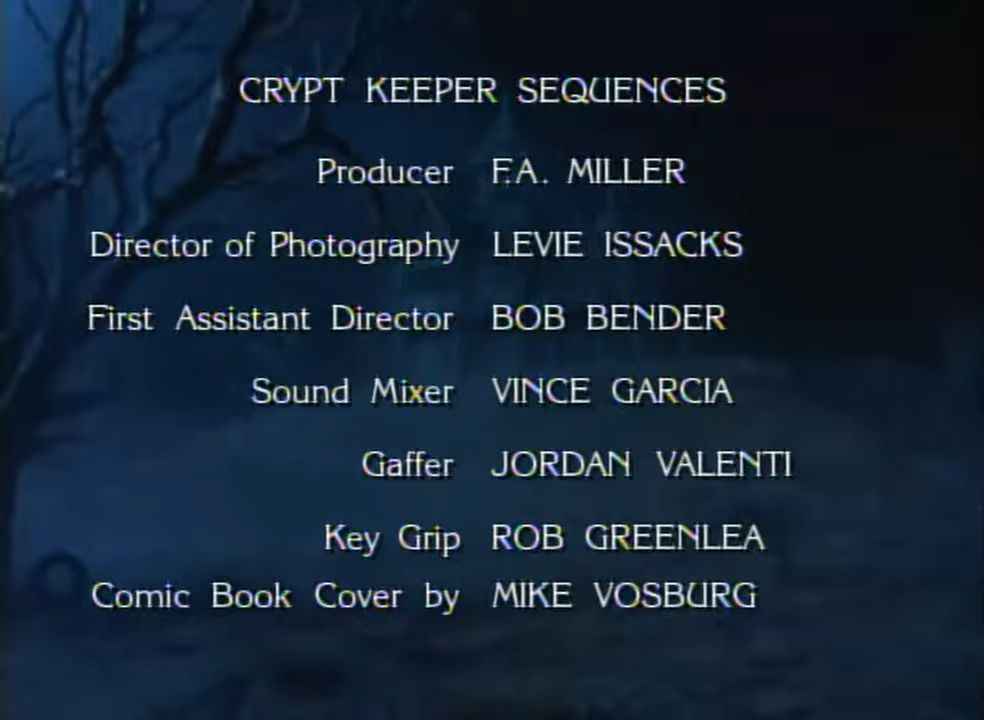 CRYPT KEEPER SEQUENCES
Producer F.A. MILLER
Director of Photography LEVIE ISSACKS
First Assistant Director BOB BENDER
Sound Mixer VINCE GARCIA
Gaffer JORDAN VALENTI
Key Grip ROB GREENLEA
Comic Book Cover by MIKE VOSBURG